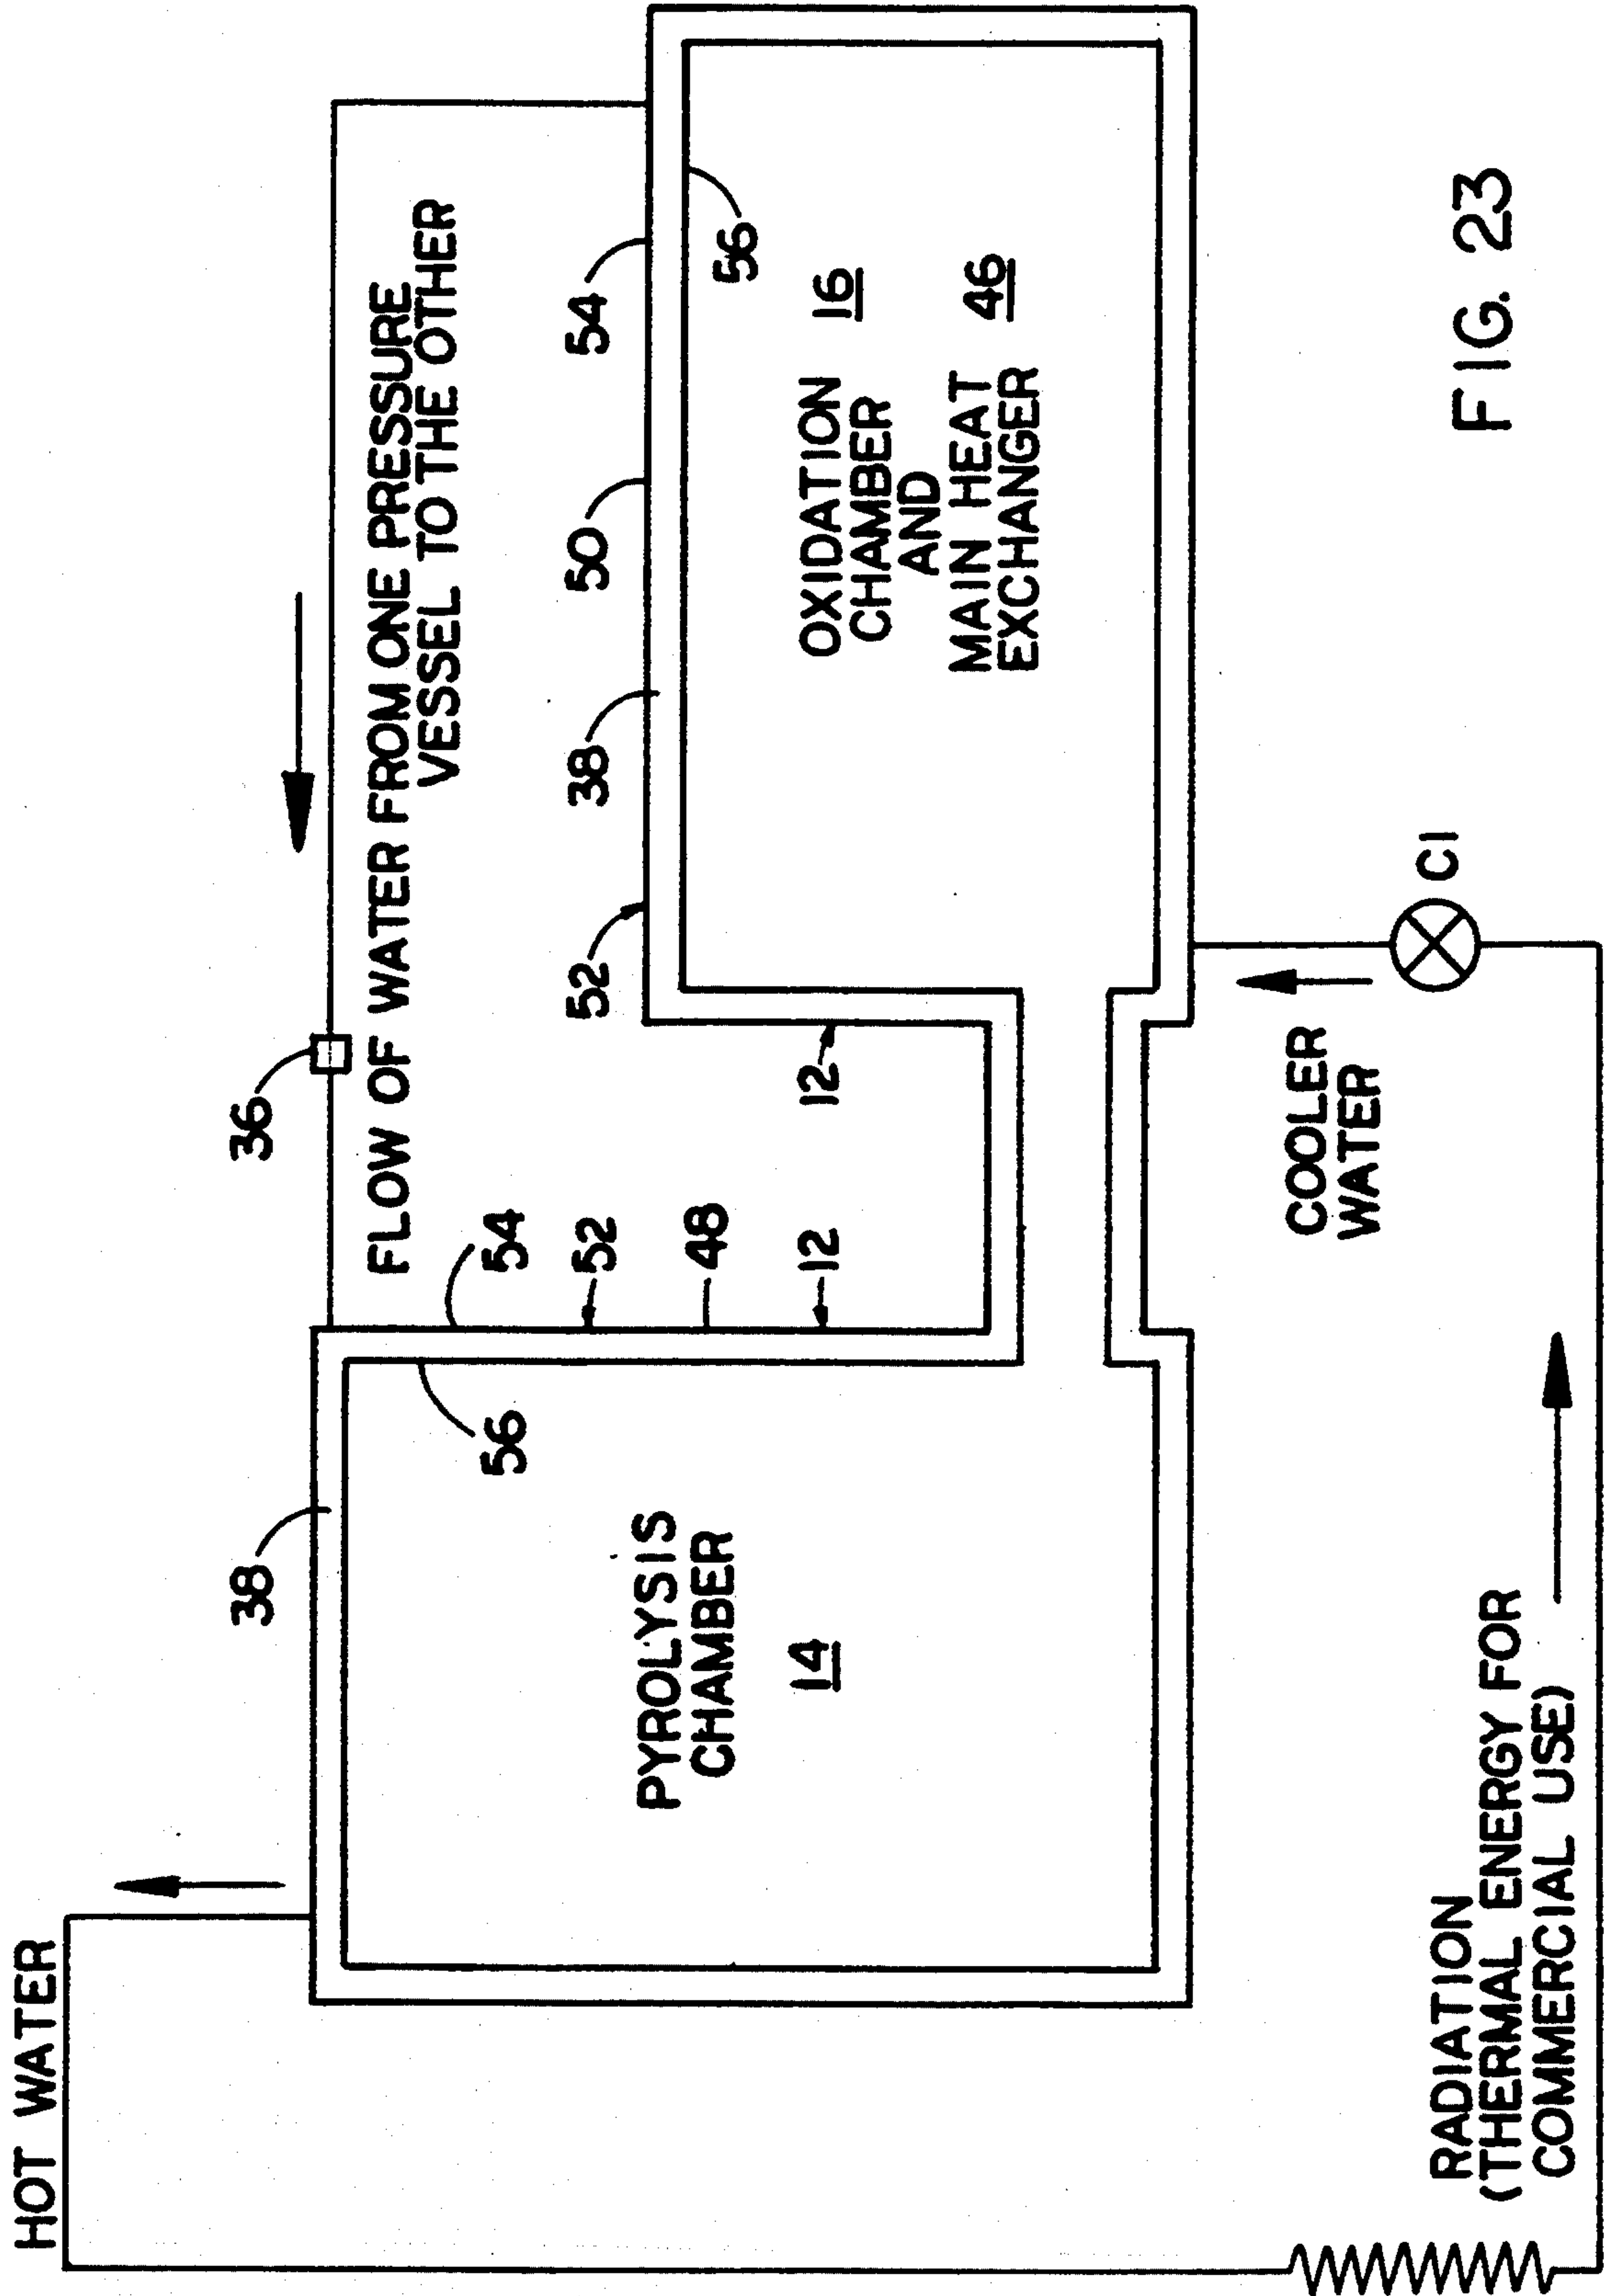 HOT WATER
38
36
FLOW OF WATER FROM ONE PRESSURE
VESSEL TO THE OTHER
56
54
52
48
12
52
38
50
54
56
12
PYROLYSIS
CHAMBER
14
OXIDATION
CHAMBER
AND
MAIN HEAT
EXCHANGER
16
46
COOLER
WATER
C1
RADIATION
(THERMAL ENERGY FOR
COMMERCIAL USE)
FIG. 23